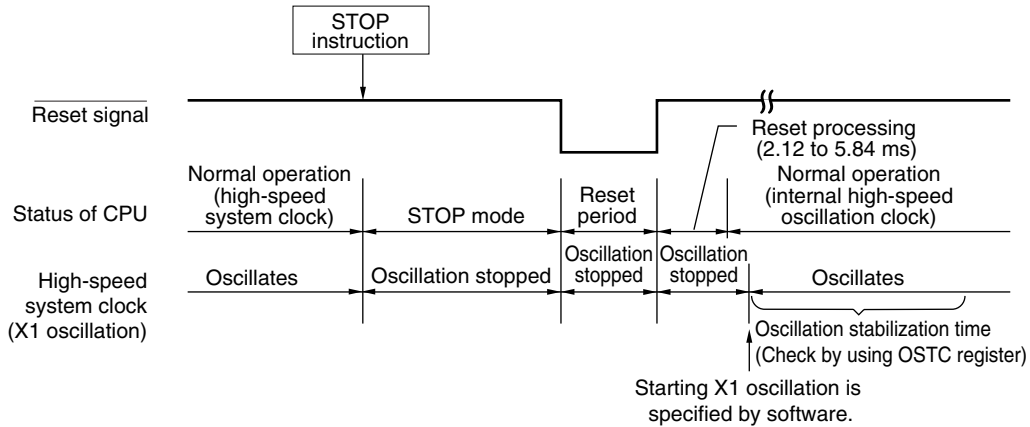 STOP
instruction
Reset signal
Reset processing
(2.12 to 5.84 ms)
Status of CPU
Normal operation
(high-speed
system clock)
STOP mode
Reset
period
Normal operation
(internal high-speed
oscillation clock)
High-speed
system clock
(X1 oscillation)
Oscillates
Oscillation stopped
Oscillation
stopped
Oscillation
stopped
Oscillates
Oscillation stabilization time
(Check by using OSTC register)
Starting X1 oscillation is
specified by software.